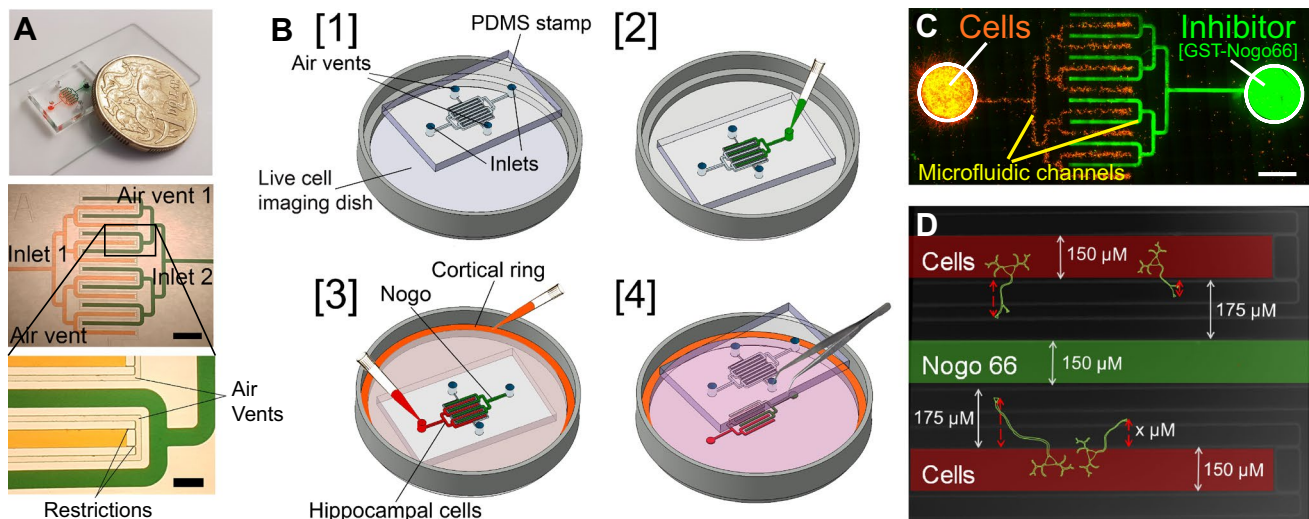 A
Air vent 1
Inlet 1
Inlet 2
Air vent
Air
Vents
Restrictions
B
[1]
PDMS stamp
Air vents
Inlets
Live cell
imaging dish
[2]
[3]
Cortical ring
Nogo
Hippocampal cells
[4]
C
Cells
Inhibitor
[GST-Nogo66]
Microfluidic channels
D
Cells
150 µM
175 µM
Nogo 66
150 µM
175 µM
x µM
Cells
150 µM